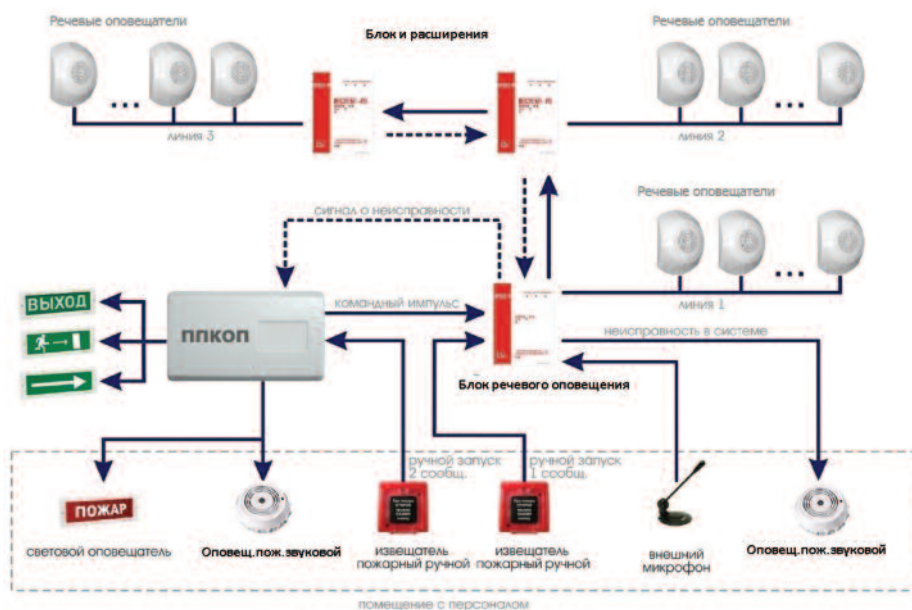 Речевые оповещатели
Блок и расширения
Речевые оповещатели
линия 3
линия 2
Речевые оповещатели
сигнал о неисправности
линия 1
ВЫХОД
командный импульс
ППКОП
неисправность в системе
Блок речевого оповещения
ручной запуск
2 сообщ.
ручной запуск
1 сообщ.
ПОЖАР
световой оповещатель
Оповещ.пож.звуковой
извещатель
пожарный ручной
извещатель
пожарный ручной
внешний
микрофон
Оповещ.пож.звуковой
помещение с персоналом